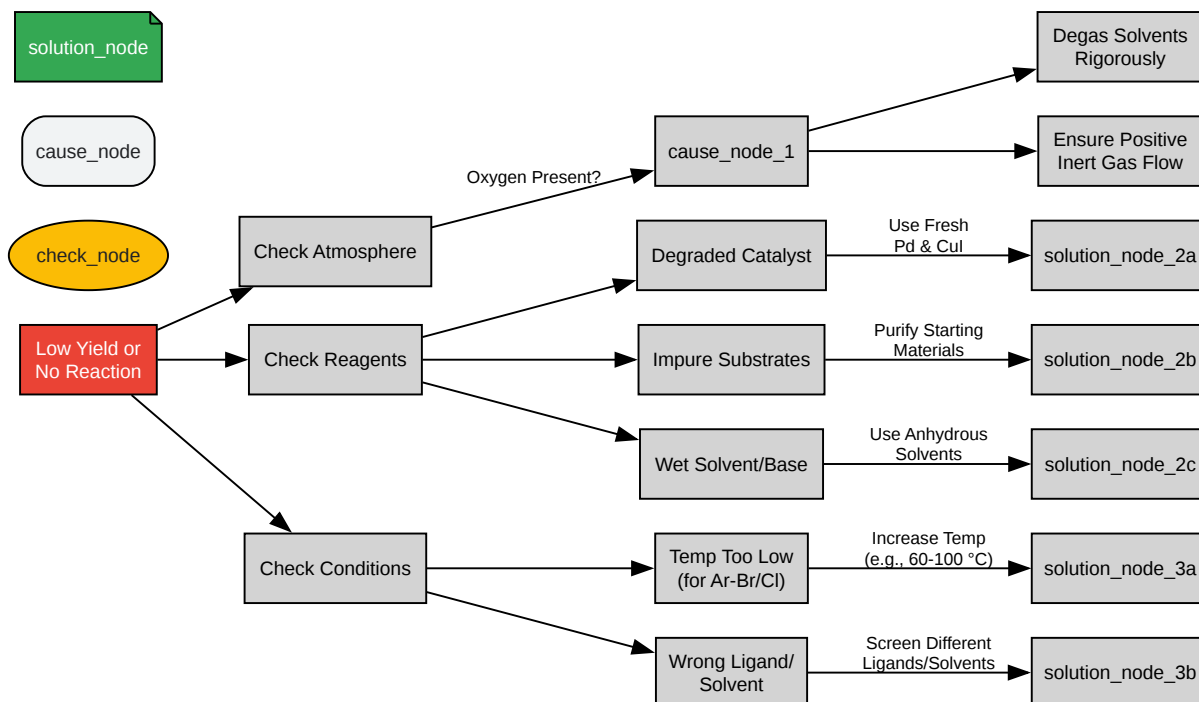 solution_node
cause_node
check_node
Low Yield or
No Reaction
Check Atmosphere
Check Reagents
Check Conditions
Oxygen Present?
cause_node_1
Degraded Catalyst
Impure Substrates
Wet Solvent/Base
Temp Too Low
(for Ar-Br/Cl)
Wrong Ligand/
Solvent
Use Fresh
Pd & CuI
Purify Starting
Materials
Use Anhydrous
Solvents
Increase Temp
(e.g., 60-100 °C)
Screen Different
Ligands/Solvents
Degas Solvents
Rigorously
Ensure Positive
Inert Gas Flow
solution_node_2a
solution_node_2b
solution_node_2c
solution_node_3a
solution_node_3b